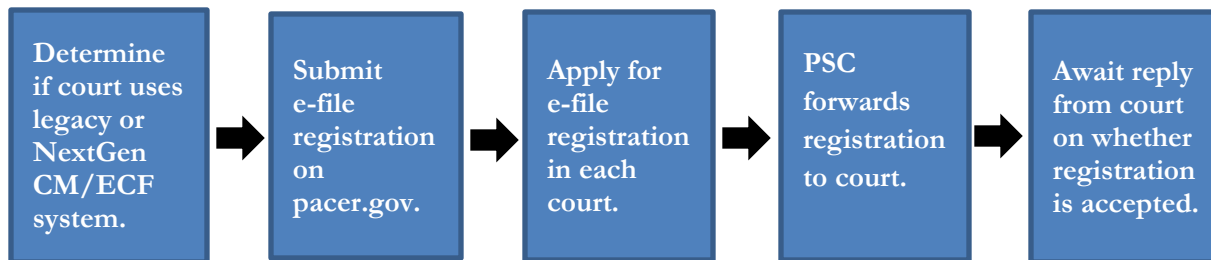 Determine
if court uses
legacy or
NextGen
CM/ECF
system.
Submit
e-file
registration
on
pacer.gov.
Apply for
e-file
registration
in each
court.
PSC
forwards
registration
to court.
Await reply
from court
on whether
registration
is accepted.